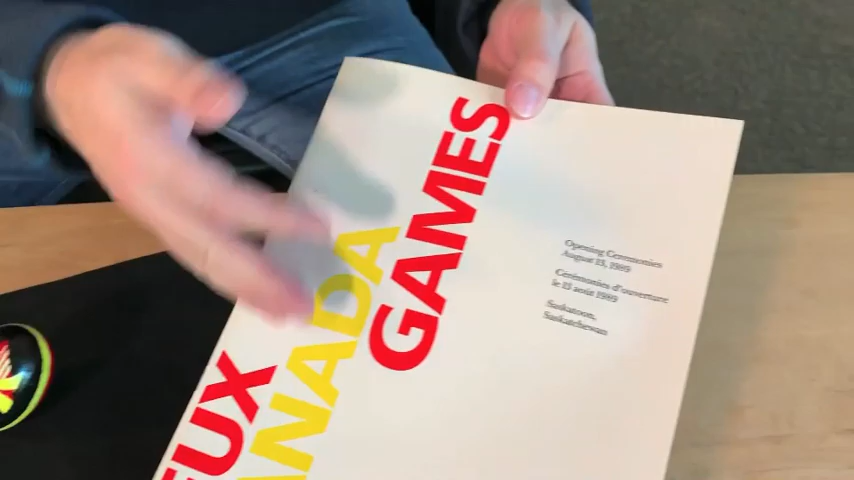 EUX
ANADA
GAMES
Opening Ceremonies
August 13, 1989
Cérémonies d'ouverture
le 13 août 1989
Saskatoon,
Saskatchewan